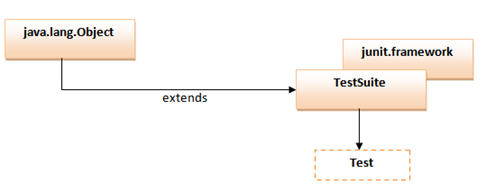 java.lang.Object
junit.framework
TestSuite
extends
Test